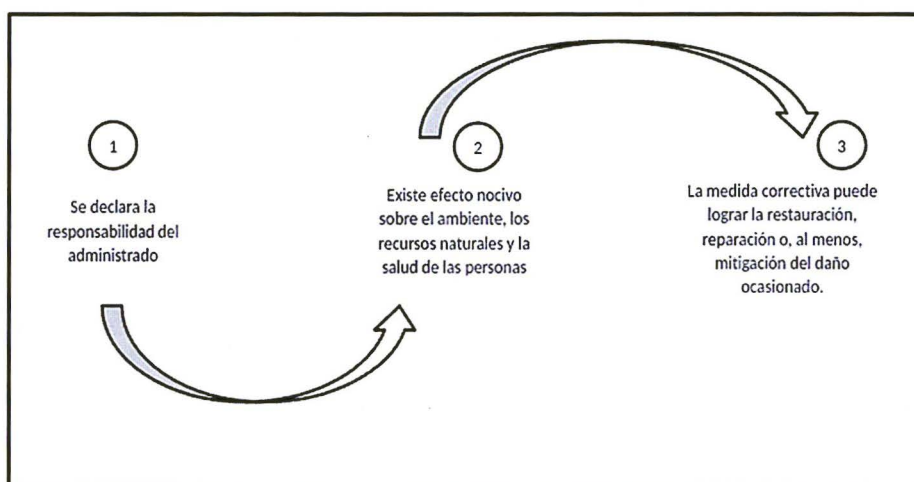 1
Se declara la
responsabilidad del
administrado
2
Existe efecto nocivo
sobre el ambiente, los
recursos naturales y la
salud de las personas
3
La medida correctiva puede
lograr la restauración,
reparación o, al menos,
mitigación del daño
ocasionado.